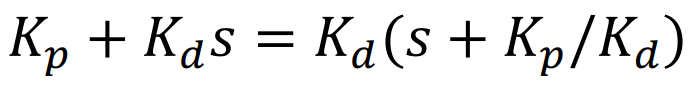 K_p + K_d s = K_d(s + K_p/K_d)